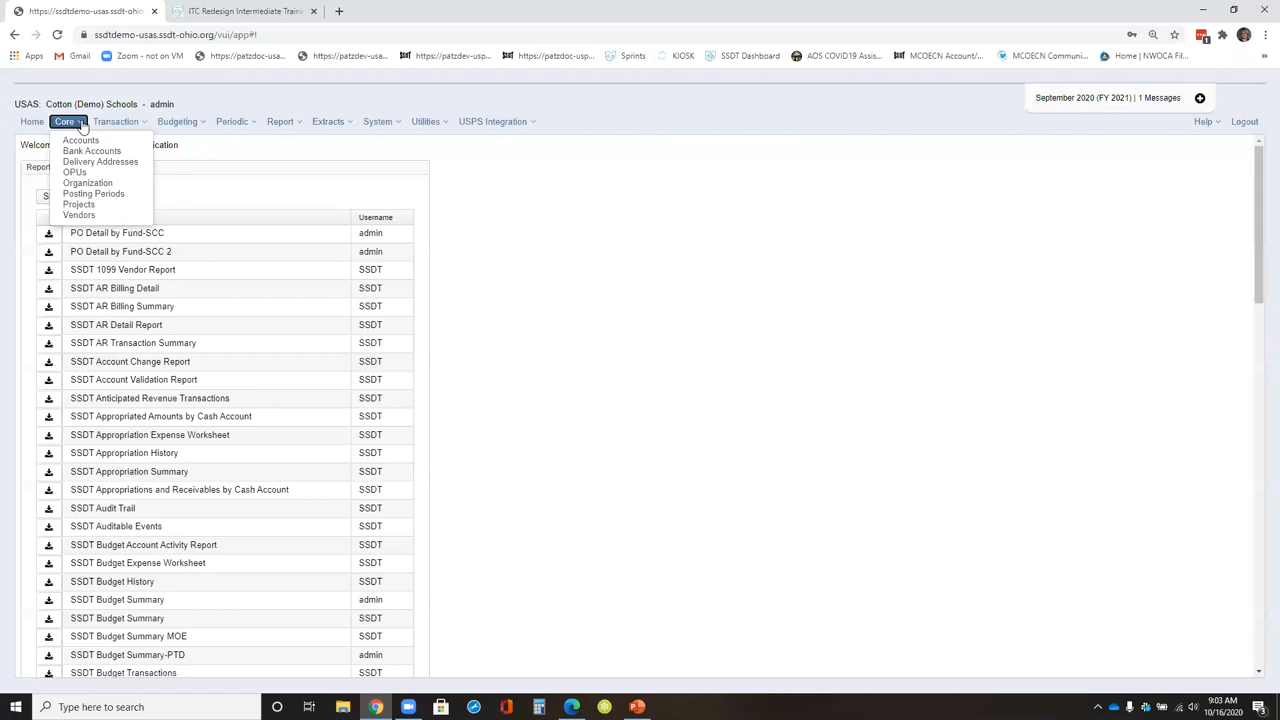 https://ssdtdemo-usas.ssdt-ohio.org/
ITC Redesign Intermediate Traini
ssdtdemo-usas.ssdt-ohio.org/vui/app#!
Apps
Gmail
Zoom - not on VM
https://patzdoc-usa...
https://patzdev-usa...
https://patzdoc-usp...
Sprints
KIOSK
SSDT Dashboard
AOS COVID19 Assis...
MCOECN Account/...
MCOECN Communi...
Home | NWOCA Fil...
»
USAS: Cotton (Demo) Schools - admin
September 2020 (FY 2021) | 1 Messages
Home Core Transaction Budgeting Periodic Report Extracts System Utilities USPS Integration Help Logout
Accounts
Bank Accounts
Delivery Addresses
OPUs
Organization
Posting Periods
Projects
Vendors
Welcom
ication
Report
S
Username
PO Detail by Fund-SCC admin
PO Detail by Fund-SCC 2 admin
SSDT 1099 Vendor Report SSDT
SSDT AR Billing Detail SSDT
SSDT AR Billing Summary SSDT
SSDT AR Detail Report SSDT
SSDT AR Transaction Summary SSDT
SSDT Account Change Report SSDT
SSDT Account Validation Report SSDT
SSDT Anticipated Revenue Transactions SSDT
SSDT Appropriated Amounts by Cash Account SSDT
SSDT Appropriation Expense Worksheet SSDT
SSDT Appropriation History SSDT
SSDT Appropriation Summary SSDT
SSDT Appropriations and Receivables by Cash Account SSDT
SSDT Audit Trail SSDT
SSDT Auditable Events SSDT
SSDT Budget Account Activity Report SSDT
SSDT Budget Expense Worksheet SSDT
SSDT Budget History SSDT
SSDT Budget Summary admin
SSDT Budget Summary SSDT
SSDT Budget Summary MOE SSDT
SSDT Budget Summary-PTD admin
SSDT Budget Transactions SSDT
Type here to search
9:03 AM
10/16/2020